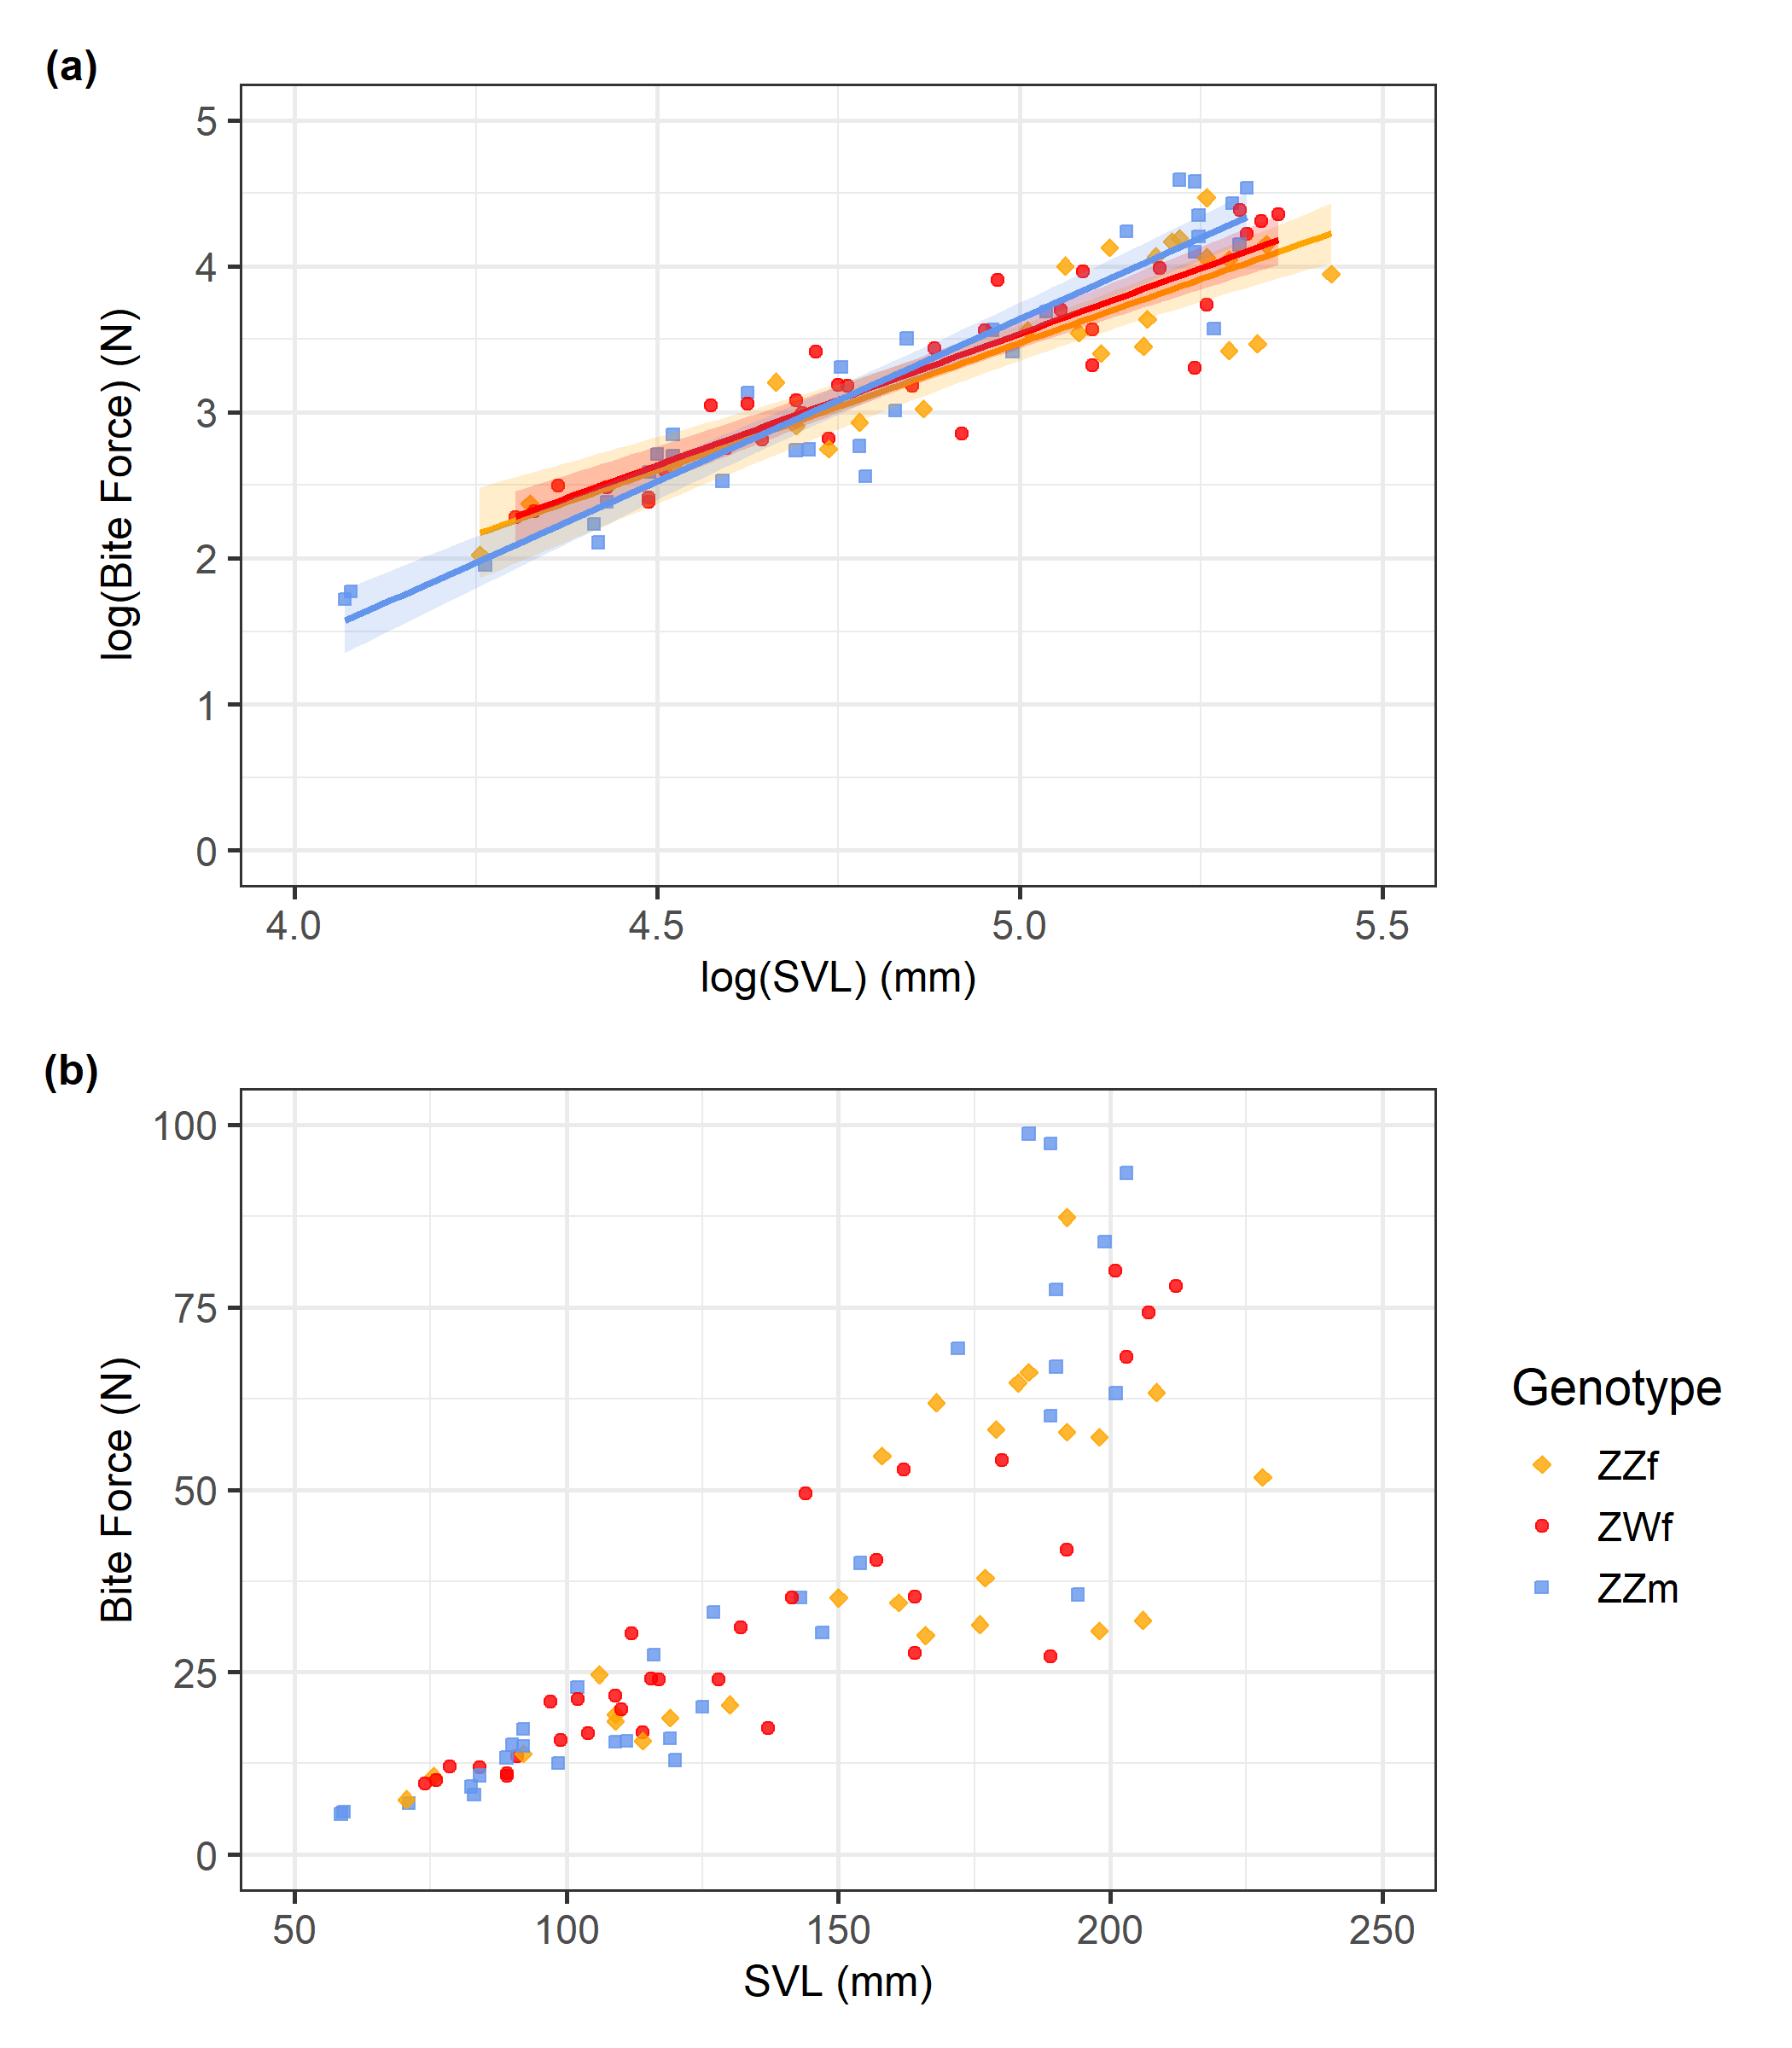 (a)
5
4
3
2
1
0
log(Bite Force) (N)
4.0 4.5 5.0 5.5
log(SVL) (mm)
(b)
100
75
50
25
0
Bite Force (N)
50 100 150 200 250
SVL (mm)
Genotype
ZZf
ZWf
ZZm